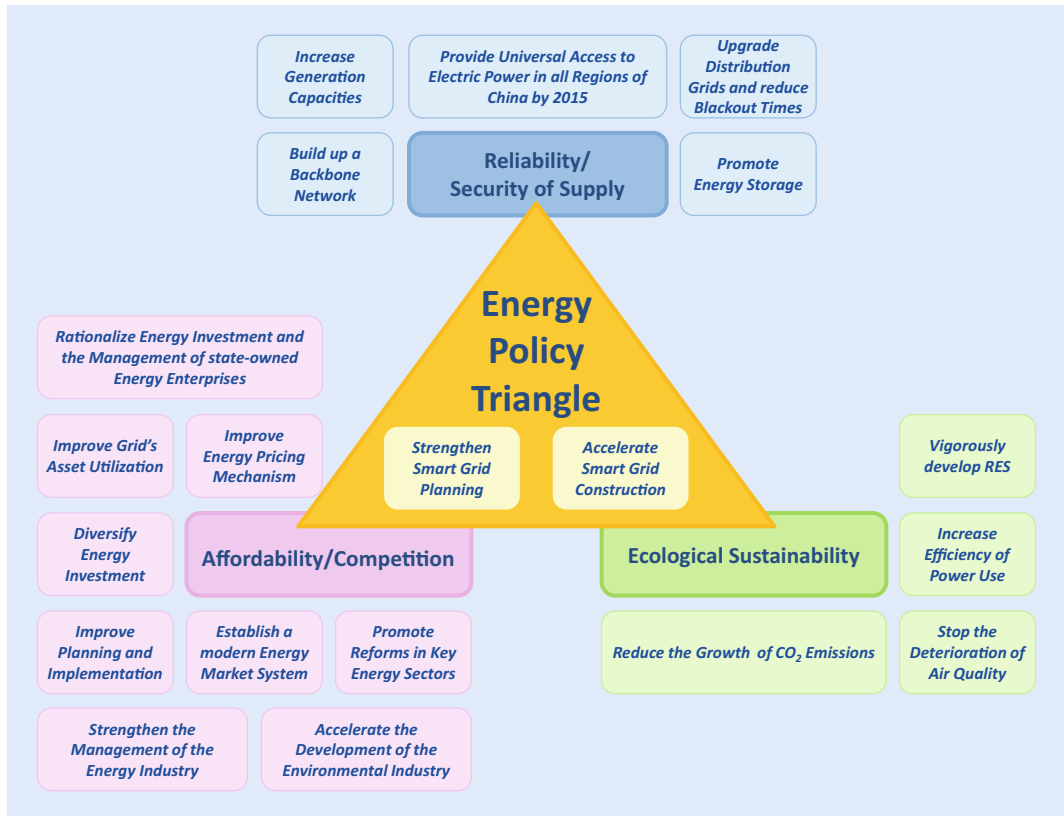 Increase
Generation
Capacities
Provide Universal Access to
Electric Power in all Regions of
China by 2015
Upgrade
Distribution
Grids and reduce
Blackout Times
Build up a
Backbone
Network
Reliability/
Security of Supply
Promote
Energy Storage
Energy
Policy
Triangle
Strengthen
Smart Grid
Planning
Accelerate
Smart Grid
Construction
Rationalize Energy Investment and
the Management of state-owned
Energy Enterprises
Improve Grid's
Asset Utilization
Improve
Energy Pricing
Mechanism
Diversify
Energy
Investment
Affordability/Competition
Improve
Planning and
Implementation
Establish a
modern Energy
Market System
Promote
Reforms in Key
Energy Sectors
Strengthen the
Management of the
Energy Industry
Accelerate the
Development of the
Environmental Industry
Vigorously
develop RES
Ecological Sustainability
Increase
Efficiency of
Power Use
Reduce the Growth of CO₂ Emissions
Stop the
Deterioration of
Air Quality